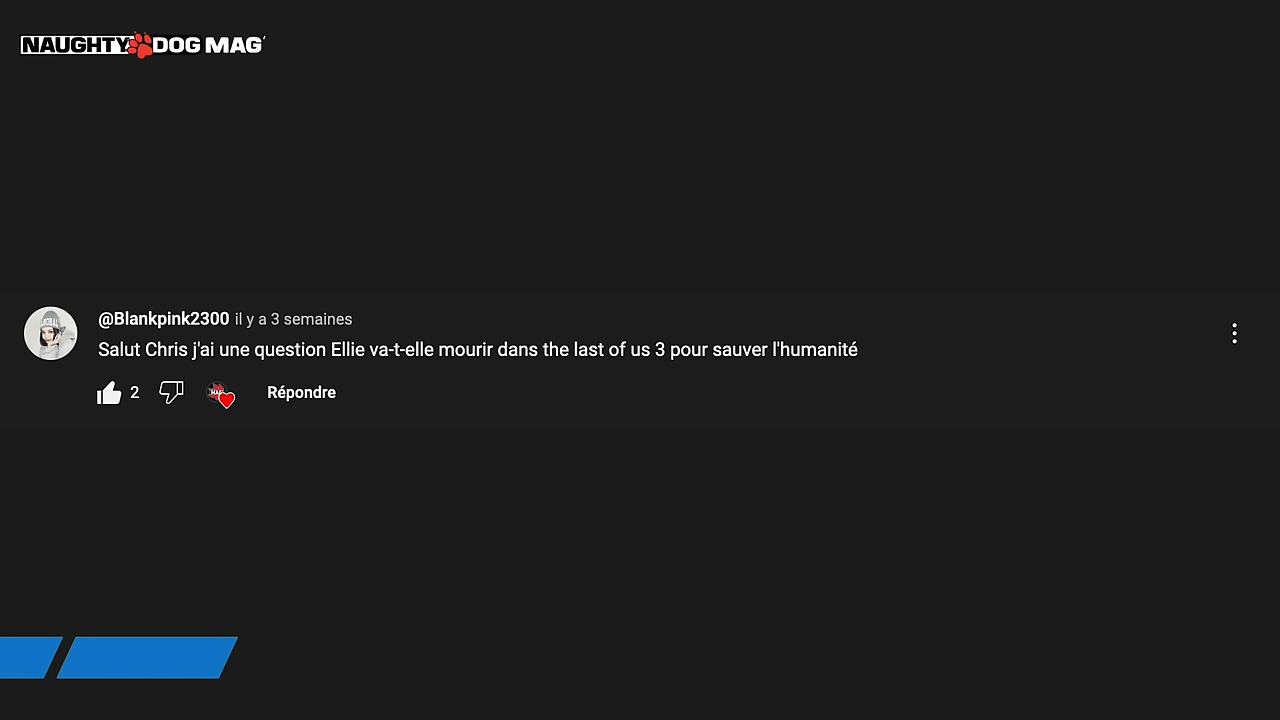 NAUGHTY DOG MAG'
@Blankpink2300 il y a 3 semaines
Salut Chris j'ai une question Ellie va-t-elle mourir dans the last of us 3 pour sauver l'humanité
2 Répondre